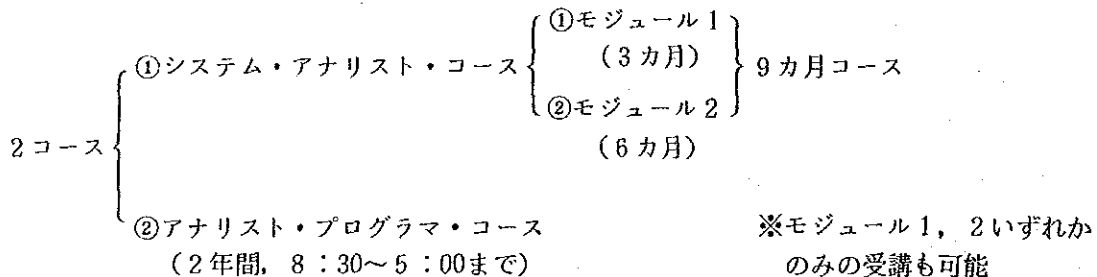 2コース
①システム・アナリスト・コース
①モジュール1
(3カ月)
②モジュール2
(6カ月)
9カ月コース
②アナリスト・プログラマ・コース
(2年間, 8:30~5:00まで)
※モジュール1, 2いずれか
のみの受講も可能